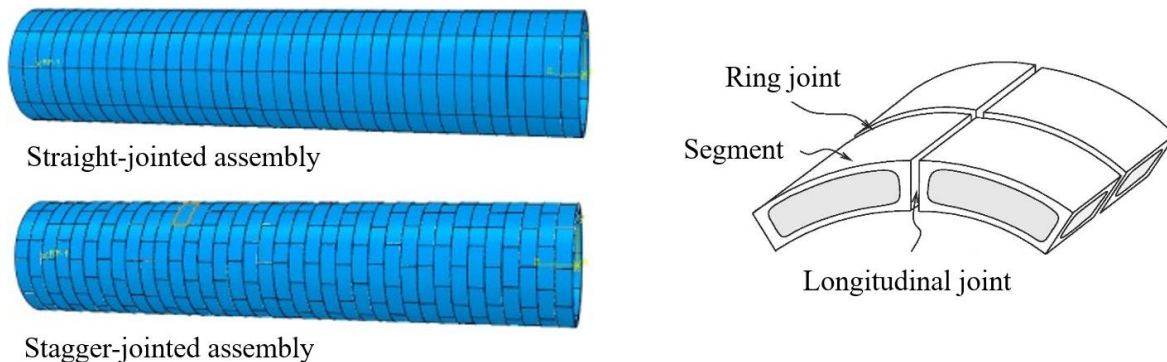 Straight-jointed assembly
Stagger-jointed assembly
Ring joint
Segment
Longitudinal joint